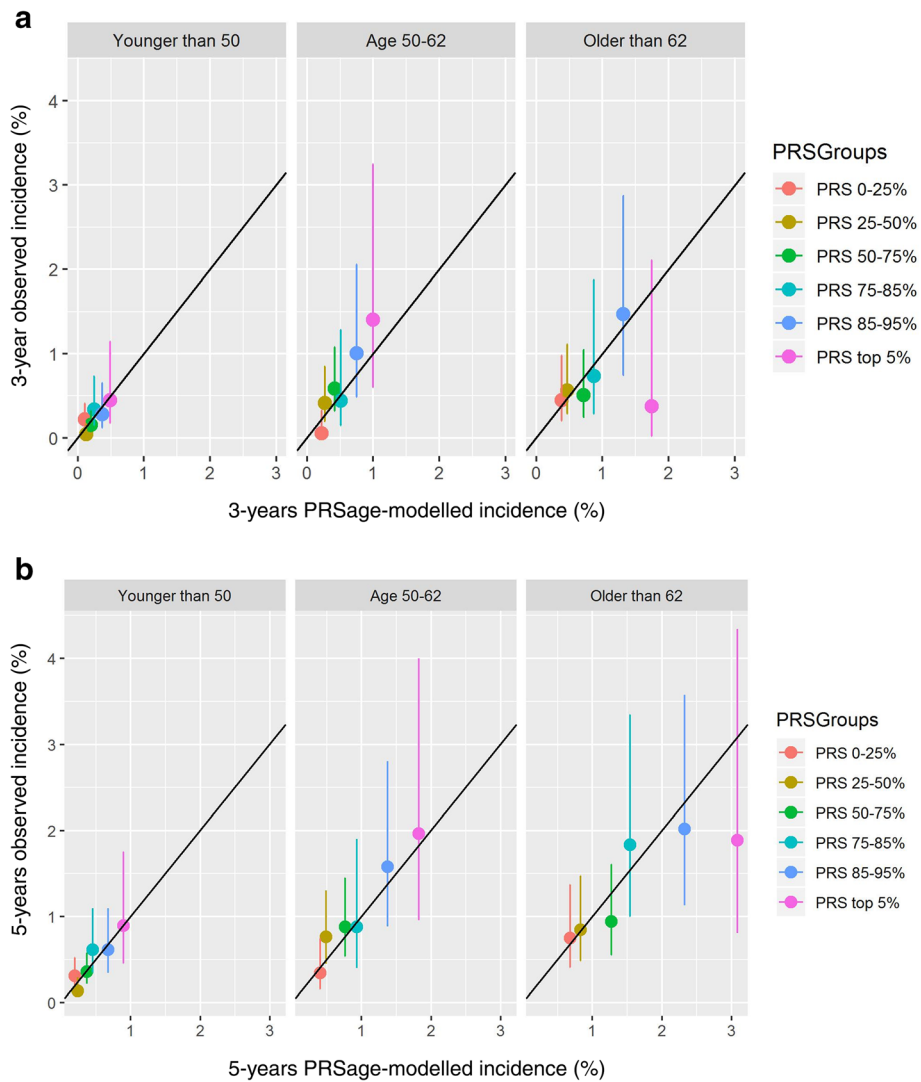 a
Younger than 50 Age 50-62 Older than 62
3-year observed incidence (%)
4
3
2
1
0
0 1 2 3 0 1 2 3 0 1 2 3
3-years PRSage-modelled incidence (%)
PRSGroups
PRS 0-25%
PRS 25-50%
PRS 50-75%
PRS 75-85%
PRS 85-95%
PRS top 5%
b
Younger than 50 Age 50-62 Older than 62
5-years observed incidence (%)
4
3
2
1
0
1 2 3 1 2 3 1 2 3
5-years PRSage-modelled incidence (%)
PRSGroups
PRS 0-25%
PRS 25-50%
PRS 50-75%
PRS 75-85%
PRS 85-95%
PRS top 5%